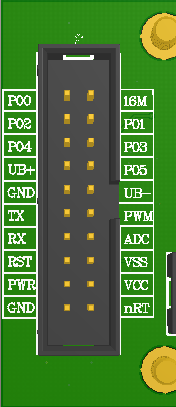 P00 16M
P02 P01
P04 P03
UB+ P05
GND UB-
TX PWM
RX ADC
RST VSS
PWR VCC
GND nRT